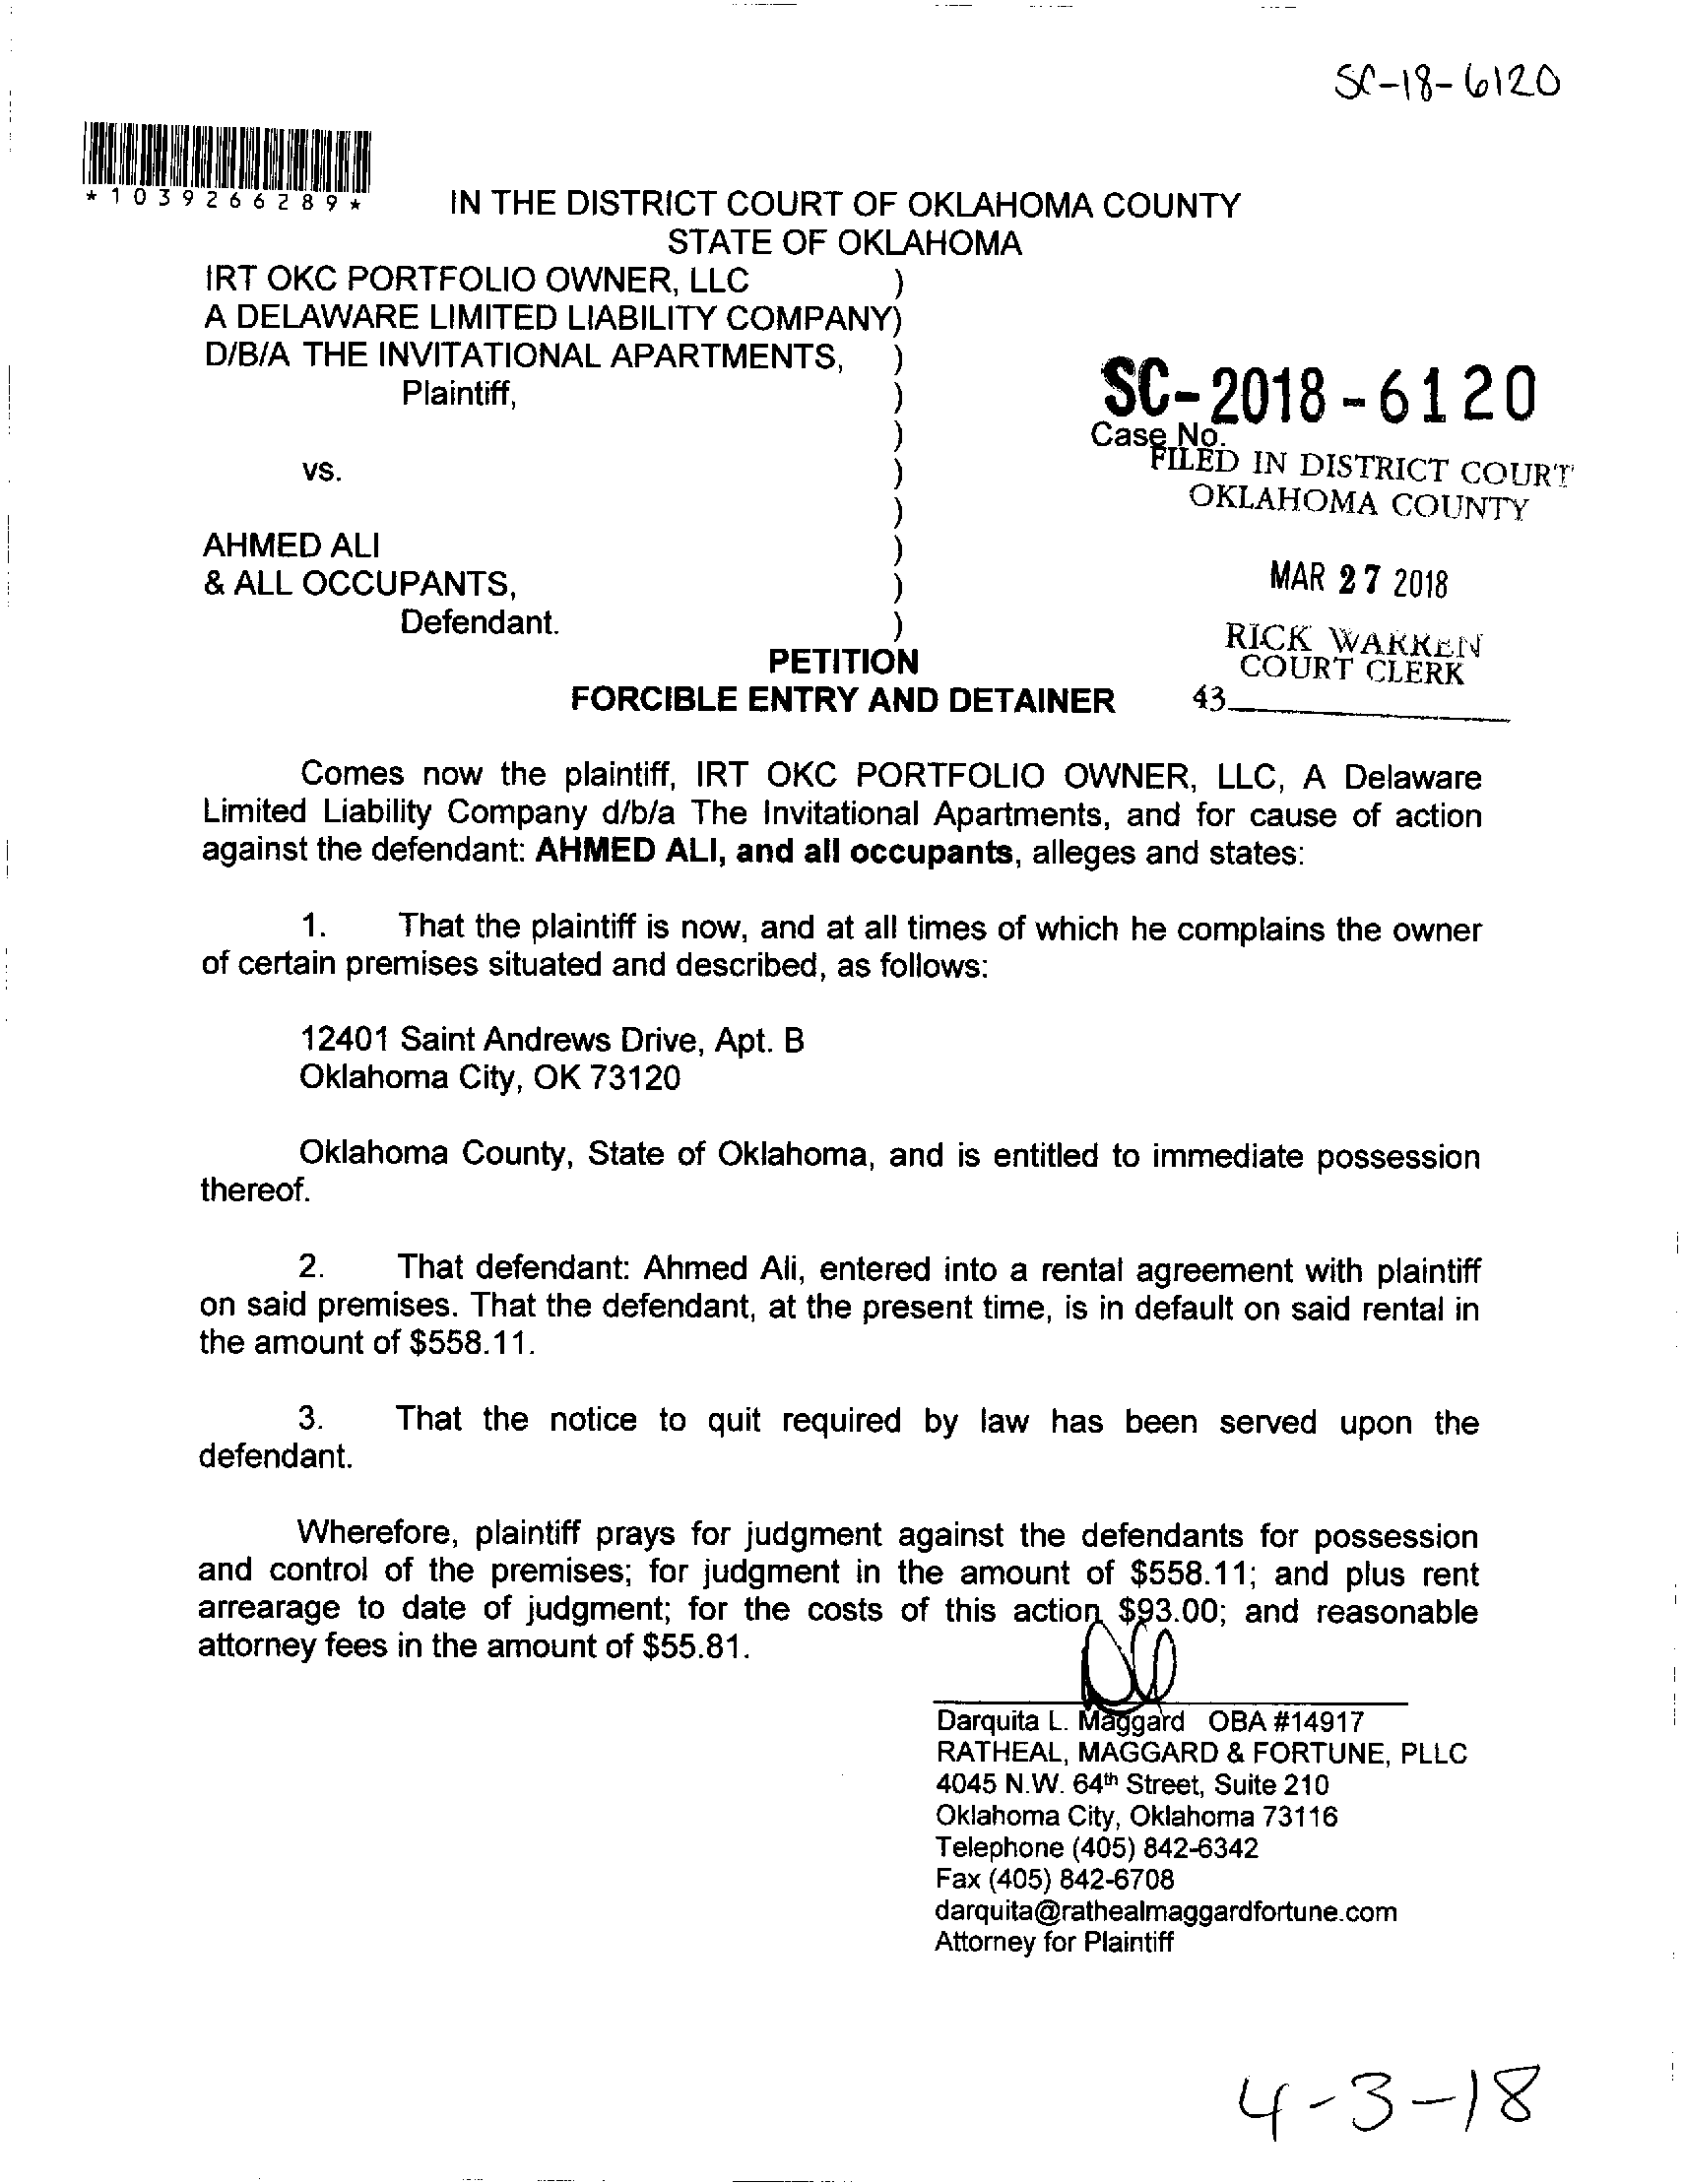 SC-18-6120
*1039266289*
IN THE DISTRICT COURT OF OKLAHOMA COUNTY
STATE OF OKLAHOMA
IRT OKC PORTFOLIO OWNER, LLC )
A DELAWARE LIMITED LIABILITY COMPANY)
D/B/A THE INVITATIONAL APARTMENTS, )
Plaintiff, )
)
vs. )
)
AHMED ALI )
& ALL OCCUPANTS, )
Defendant. )
SC-2018-6120
Case No.
FILED IN DISTRICT COURT
OKLAHOMA COUNTY
MAR 27 2018
RICK WARREN
COURT CLERK
43
PETITION
FORCIBLE ENTRY AND DETAINER
Comes now the plaintiff, IRT OKC PORTFOLIO OWNER, LLC, A Delaware
Limited Liability Company d/b/a The Invitational Apartments, and for cause of action
against the defendant: AHMED ALI, and all occupants, alleges and states:
1. That the plaintiff is now, and at all times of which he complains the owner
of certain premises situated and described, as follows:
12401 Saint Andrews Drive, Apt. B
Oklahoma City, OK 73120
Oklahoma County, State of Oklahoma, and is entitled to immediate possession
thereof.
2. That defendant: Ahmed Ali, entered into a rental agreement with plaintiff
on said premises. That the defendant, at the present time, is in default on said rental in
the amount of $558.11.
3. That the notice to quit required by law has been served upon the
defendant.
Wherefore, plaintiff prays for judgment against the defendants for possession
and control of the premises; for judgment in the amount of $558.11; and plus rent
arrearage to date of judgment; for the costs of this action $93.00; and reasonable
attorney fees in the amount of $55.81.
Darquita L. Maggard OBA #14917
RATHEAL, MAGGARD & FORTUNE, PLLC
4045 N.W. 64th Street, Suite 210
Oklahoma City, Oklahoma 73116
Telephone (405) 842-6342
Fax (405) 842-6708
darquita@rathealmaggardfortune.com
Attorney for Plaintiff
4-3-18